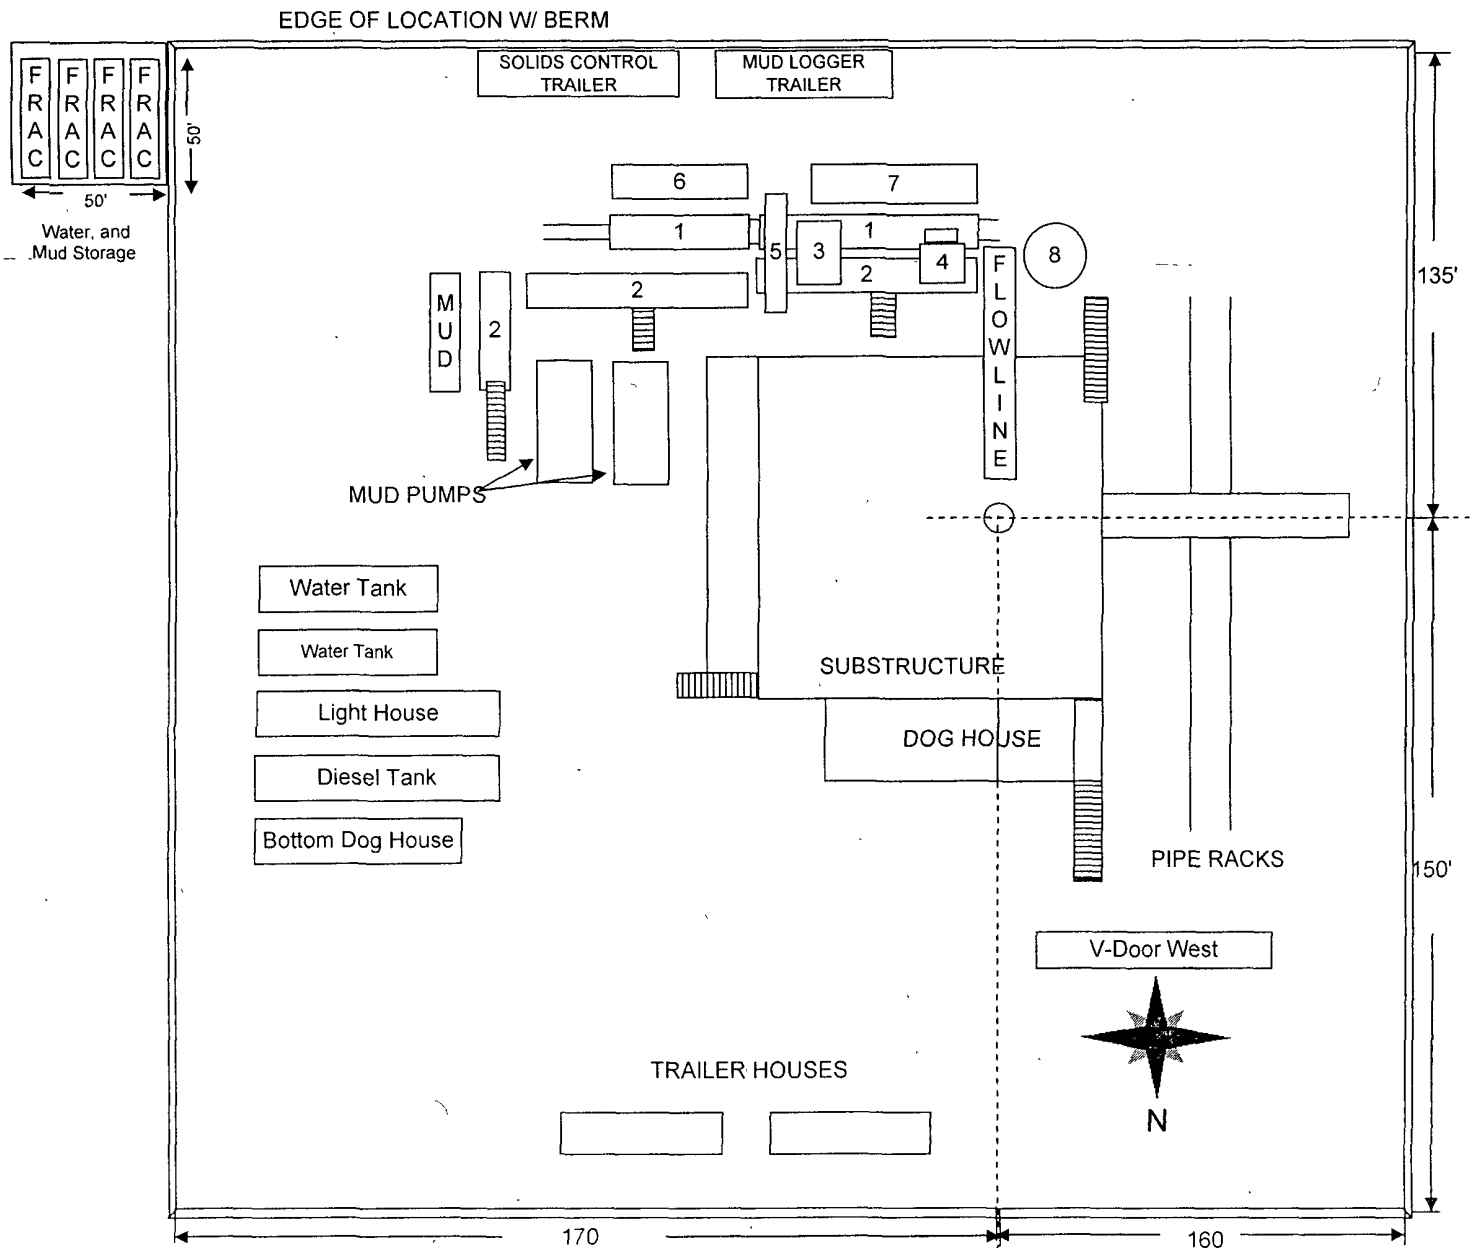 EDGE OF LOCATION W/ BERM
SOLIDS CONTROL
TRAILER
MUD LOGGER
TRAILER
FRAC
FRAC
FRAC
FRAC
50'
50'
Water, and
Mud Storage
6
7
1
1
5
3
4
8
2
2
2
MUD
FLOWLINE
135'
MUD PUMPS
Water Tank
Water Tank
SUBSTRUCTURE
Light House
DOG HOUSE
Diesel Tank
Bottom Dog House
PIPE RACKS
150'
V-Door West
TRAILER HOUSES
N
170
160